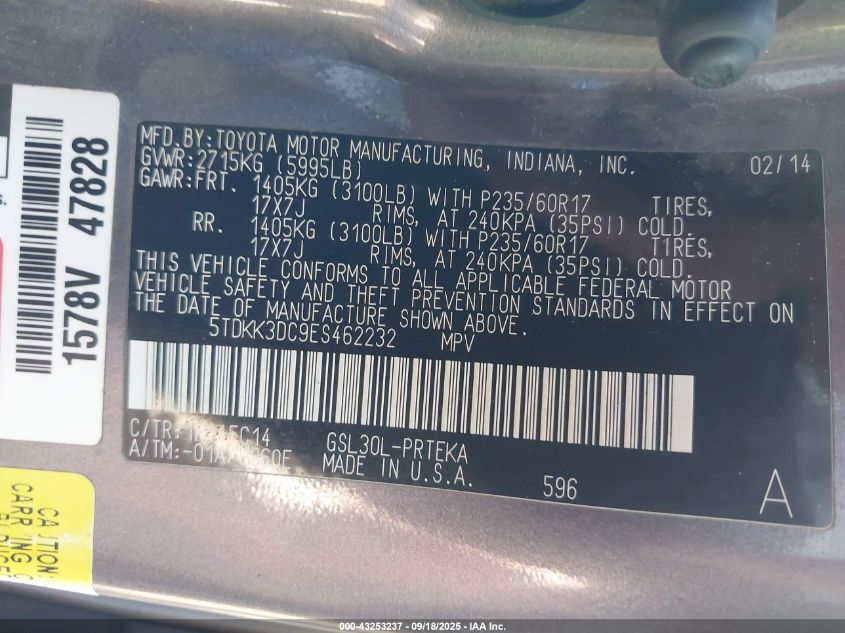 MFD.BY:TOYOTA MOTOR MANUFACTURING, INDIANA, INC. 02/14
GVWR:2715KG (5995LB)
GAWR:FRT. 1405KG (3100LB) WITH P235/60R17 TIRES,
17X7J RIMS, AT 240KPA (35PSI) COLD.
RR. 1405KG (3100LB) WITH P235/60R17 TIRES,
17X7J RIMS, AT 240KPA (35PSI) COLD.
THIS VEHICLE CONFORMS TO ALL APPLICABLE FEDERAL MOTOR
VEHICLE SAFETY AND THEFT PREVENTION STANDARDS IN EFFECT ON
THE DATE OF MANUFACTURE SHOWN ABOVE.
5TDKK3DC9ES462232 MPV
C/TR: GSL30L-PRTEKA
A/TM: MADE IN U.S.A.
596
A
1578V 47828
CAUTION:
000-43253237 - 09/18/2025 - IAA Inc.